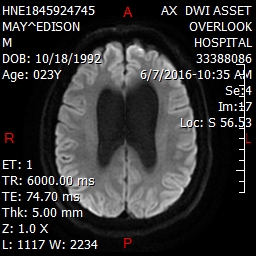 HNE1845924745
MAY^EDISON
M
DOB: 10/18/1992
Age: 023Y
A
AX DWI ASSET
OVERLOOK
HOSPITAL
33388086
6/7/2016-10:35 AM
Se:4
Im:17
Loc: S 56.53
R
L
ET: 1
TR: 6000.00 ms
TE: 74.70 ms
Thk: 5.00 mm
Z: 1.0 X
L: 1117 W: 2234
P